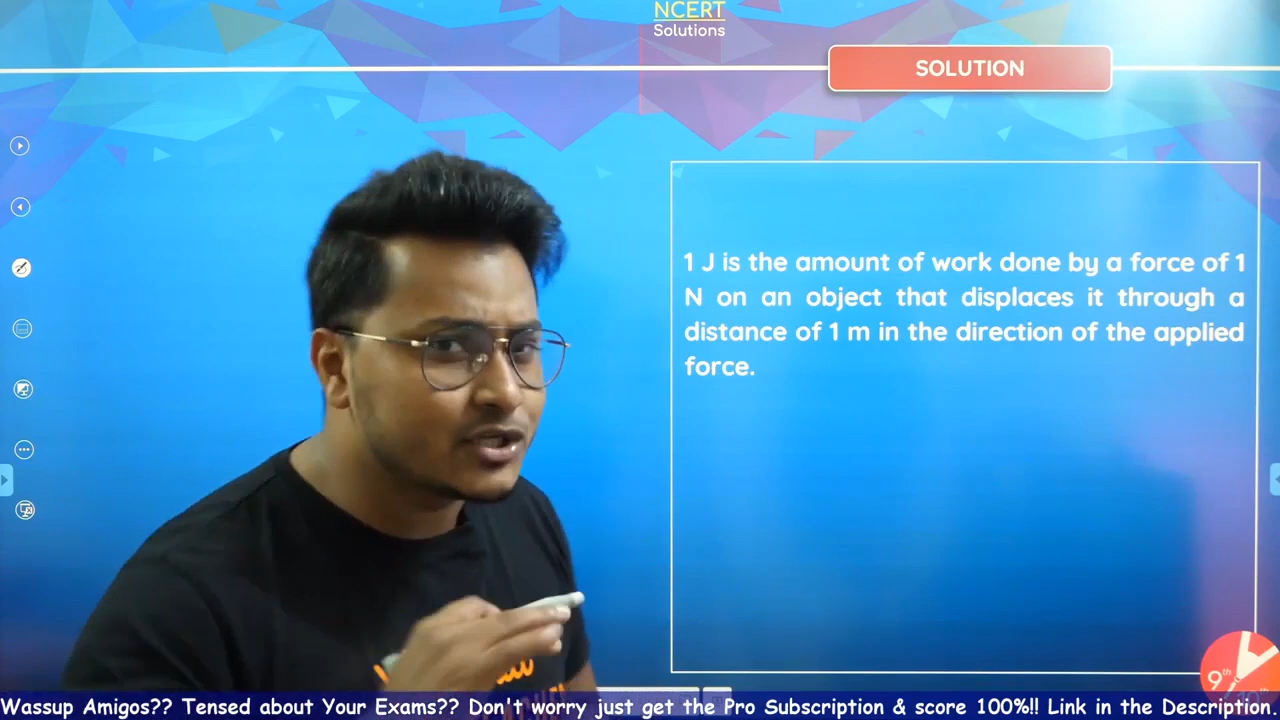 NCERT
Solutions
SOLUTION
1 J is the amount of work done by a force of 1
N on an object that displaces it through a
distance of 1 m in the direction of the applied
force.
9th
Wassup Amigos?? Tensed about Your Exams?? Don't worry just get the Pro Subscription & score 100%!! Link in the Description.